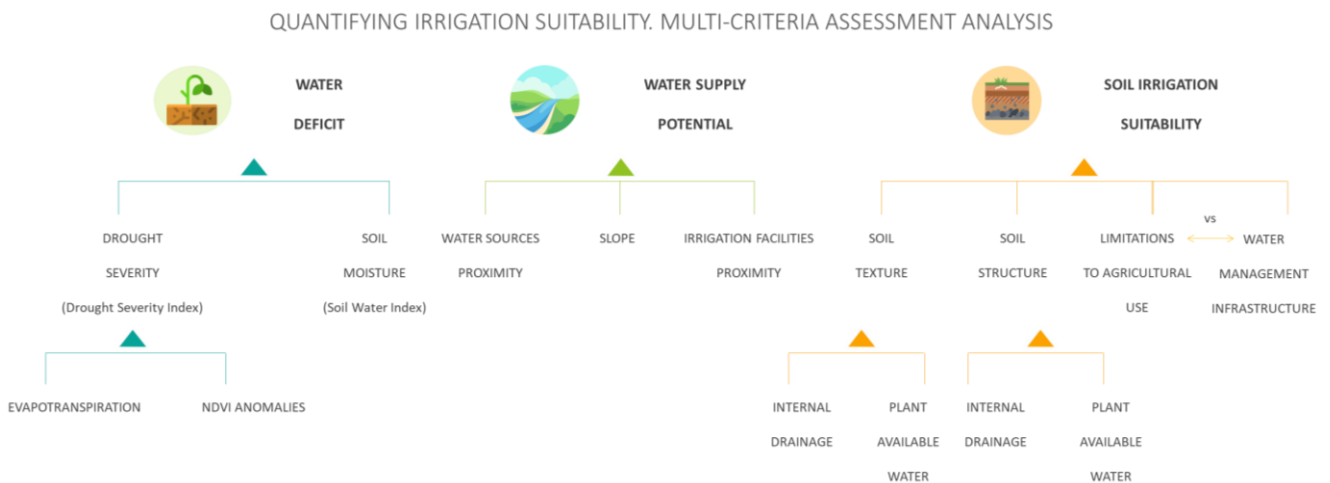 QUANTIFYING IRRIGATION SUITABILITY. MULTI-CRITERIA ASSESSMENT ANALYSIS
WATER
DEFICIT
WATER SUPPLY
POTENTIAL
SOIL IRRIGATION
SUITABILITY
DROUGHT
SEVERITY
(Drought Severity Index)
SOIL
MOISTURE
(Soil Water Index)
WATER SOURCES
PROXIMITY
SLOPE
IRRIGATION FACILITIES
PROXIMITY
SOIL
TEXTURE
SOIL
STRUCTURE
LIMITATIONS
TO AGRICULTURAL
USE
vs
WATER
MANAGEMENT
INFRASTRUCTURE
EVAPOTRANSPIRATION
NDVI ANOMALIES
INTERNAL
DRAINAGE
PLANT
AVAILABLE
WATER
INTERNAL
DRAINAGE
PLANT
AVAILABLE
WATER